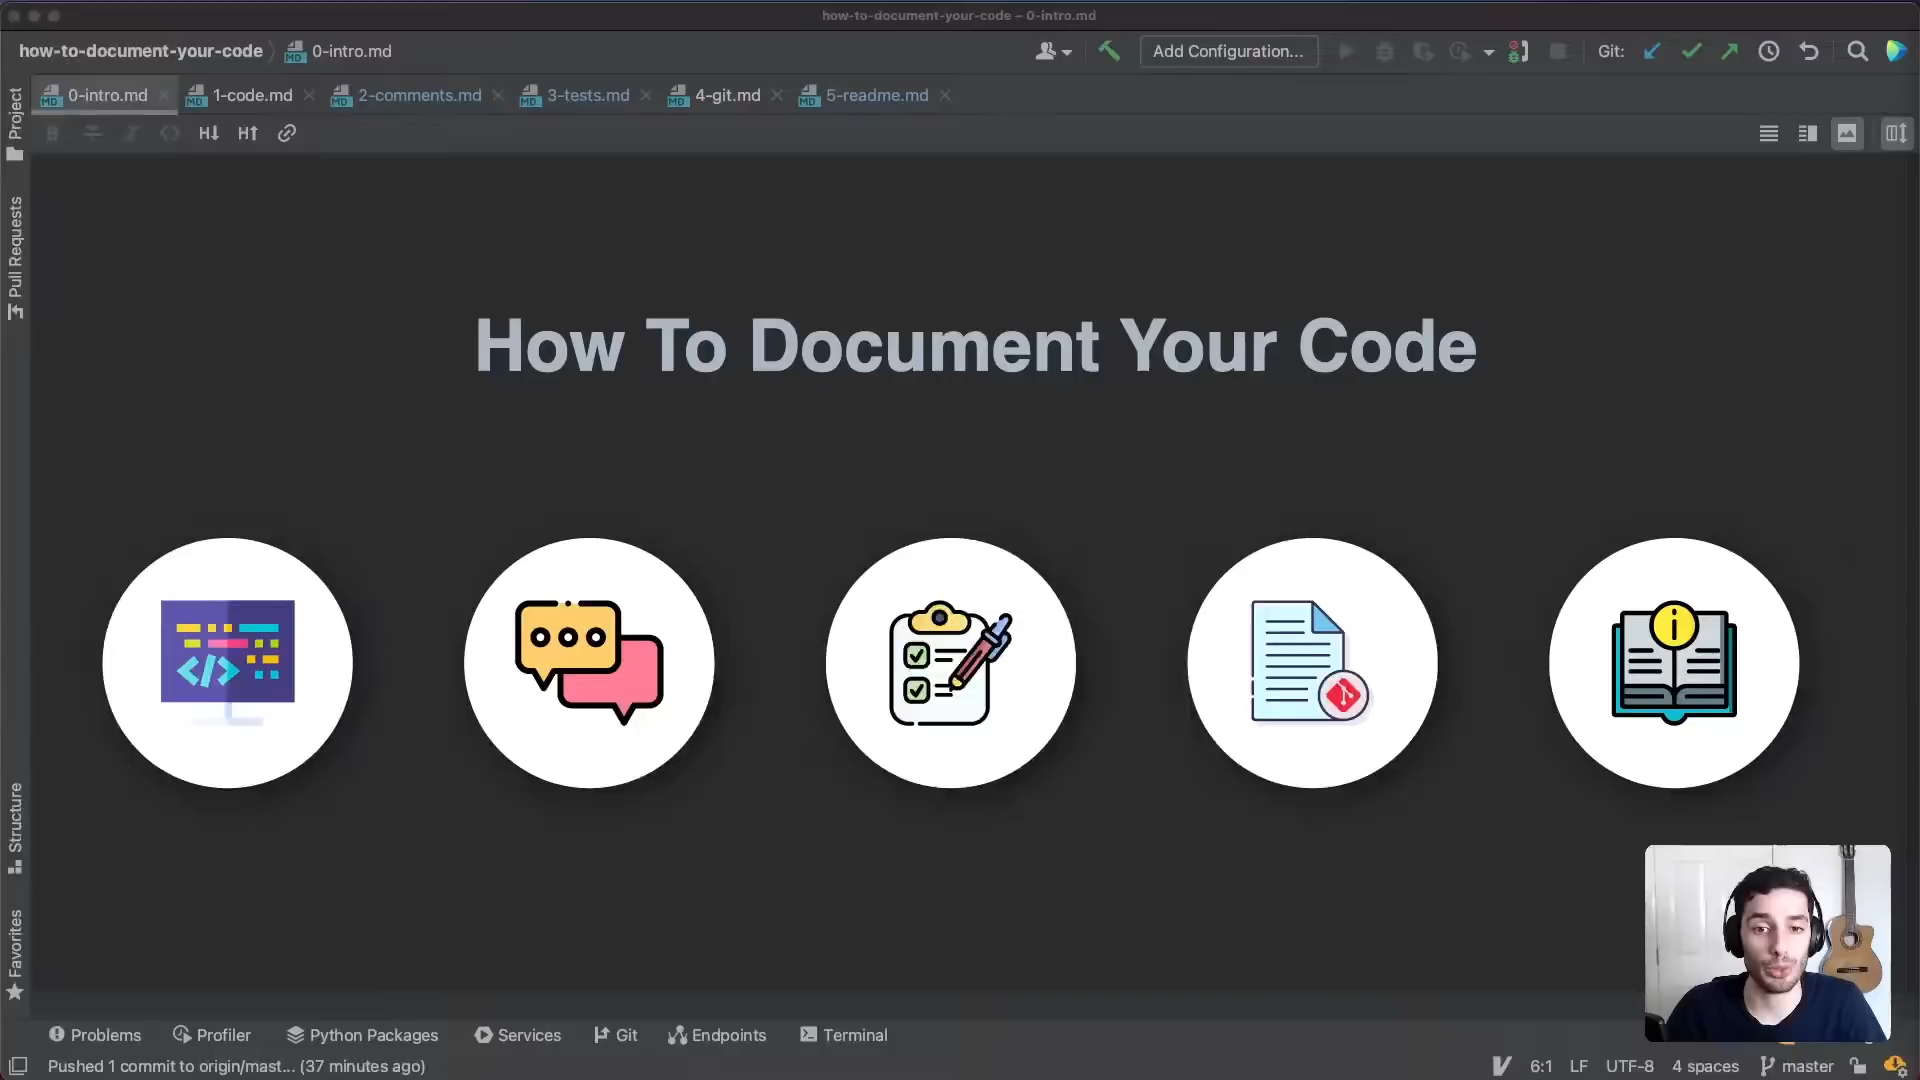 how-to-document-your-code – 0-intro.md
how-to-document-your-code
0-intro.md
Add Configuration...
Git:
0-intro.md
1-code.md
2-comments.md
3-tests.md
4-git.md
5-readme.md
H↓
H↑
Project
Pull Requests
Structure
Favorites
How To Document Your Code
Problems
Profiler
Python Packages
Services
Git
Endpoints
Terminal
Pushed 1 commit to origin/mast... (37 minutes ago)
6:1
LF
UTF-8
4 spaces
master